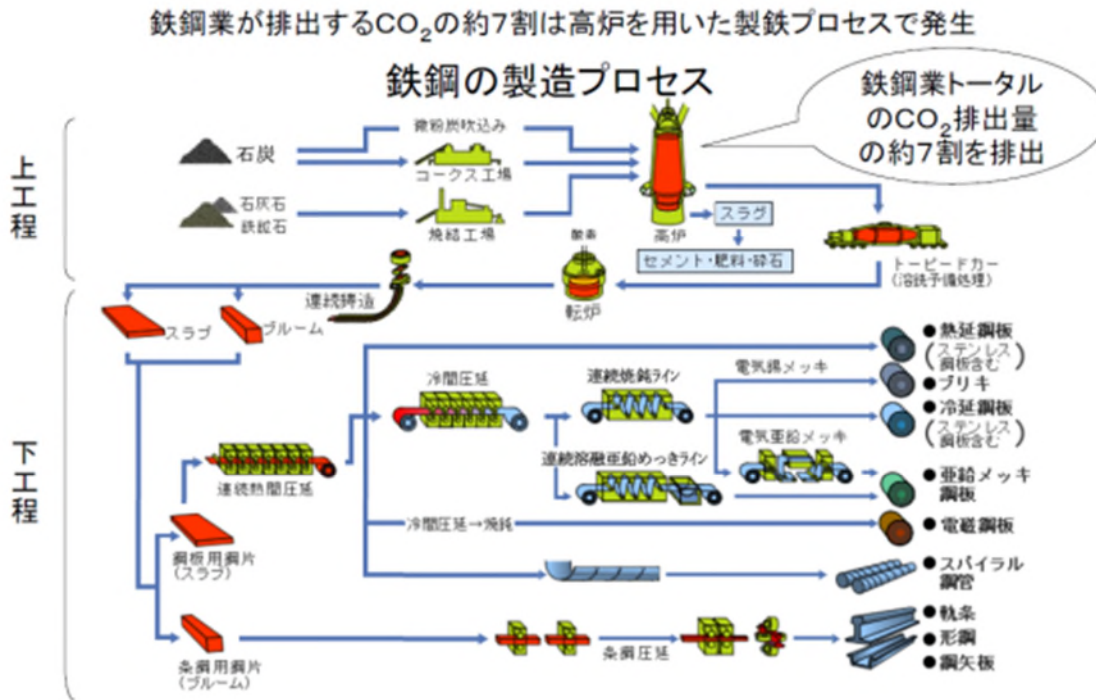 鉄鋼業が排出するCO₂の約7割は高炉を用いた製鉄プロセスで発生
鉄鋼の製造プロセス
鉄鋼業トータル
のCO₂排出量
の約7割を排出
上工程
石炭
微粉炭吹込み
コークス工場
石灰石
鉄鉱石
焼結工場
高炉
スラグ
セメント・肥料・砕石
トーピードカー
(溶銑予備処理)
酸素
転炉
連続鋳造
スラブ
ブルーム
下工程
連続熱間圧延
冷間圧延
連続焼鈍ライン
電気錫メッキ
電気亜鉛メッキ
連続溶融亜鉛めっきライン
冷間圧延→焼鈍
鋼板用鋼片
(スラブ)
条鋼用鋼片
(ブルーム)
条鋼圧延
●熱延鋼板
(ステンレス
鋼板含む)
●ブリキ
●冷延鋼板
(ステンレス
鋼板含む)
●亜鉛メッキ
鋼板
●電磁鋼板
●スパイラル
鋼管
●軌条
●形鋼
●鋼矢板